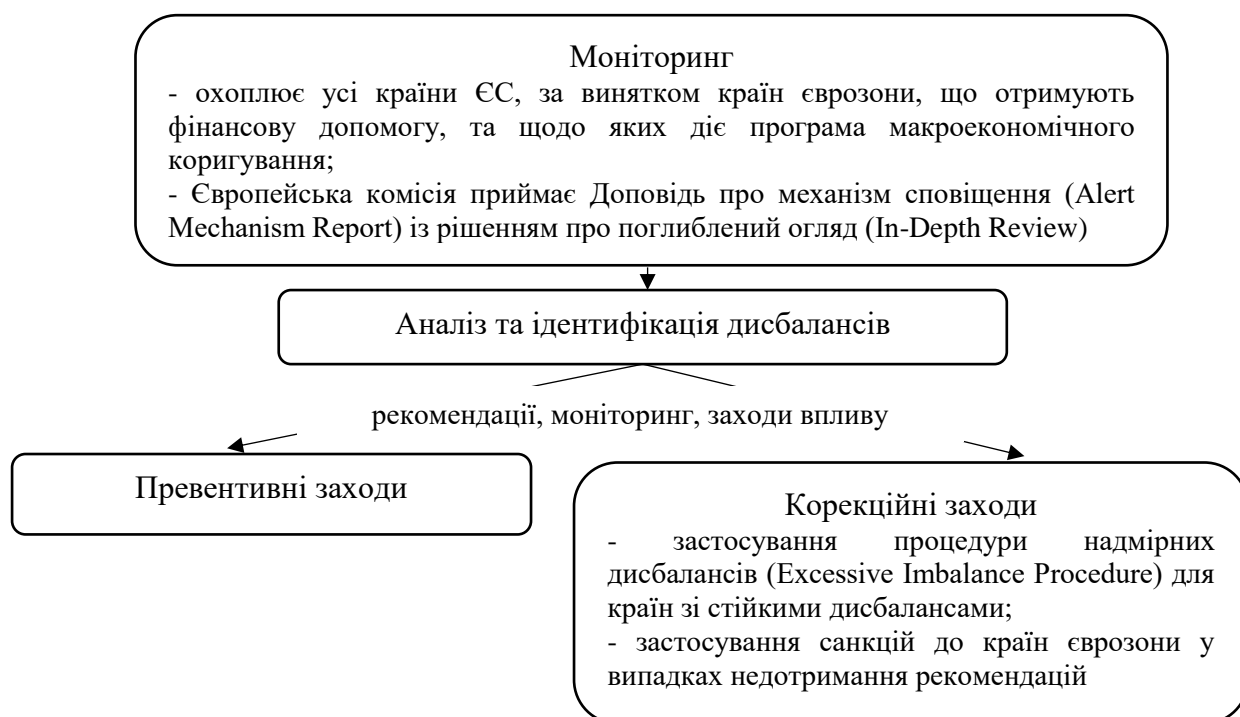 Моніторинг
- охоплює усі країни ЄС, за винятком країн єврозони, що отримують
фінансову допомогу, та щодо яких діє програма макроекономічного
коригування;
- Європейська комісія приймає Доповідь про механізм сповіщення (Alert
Mechanism Report) із рішенням про поглиблений огляд (In-Depth Review)
Аналіз та ідентифікація дисбалансів
рекомендації, моніторинг, заходи впливу
Превентивні заходи
Корекційні заходи
- застосування процедури надмірних
дисбалансів (Excessive Imbalance Procedure) для
країн зі стійкими дисбалансами;
- застосування санкцій до країн єврозони у
випадках недотримання рекомендацій